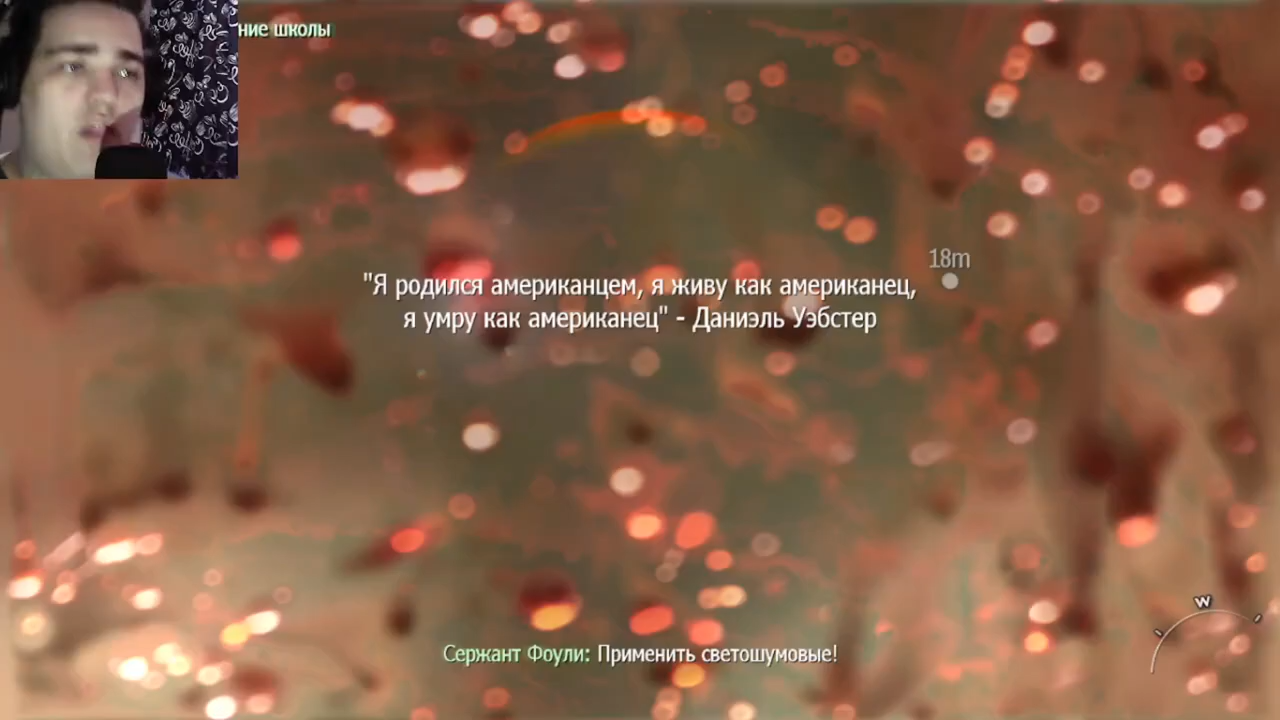 ние школы
18m
"Я родился американцем, я живу как американец,
я умру как американец" - Даниэль Уэбстер
W
Сержант Фоули: Применить светошумовые!